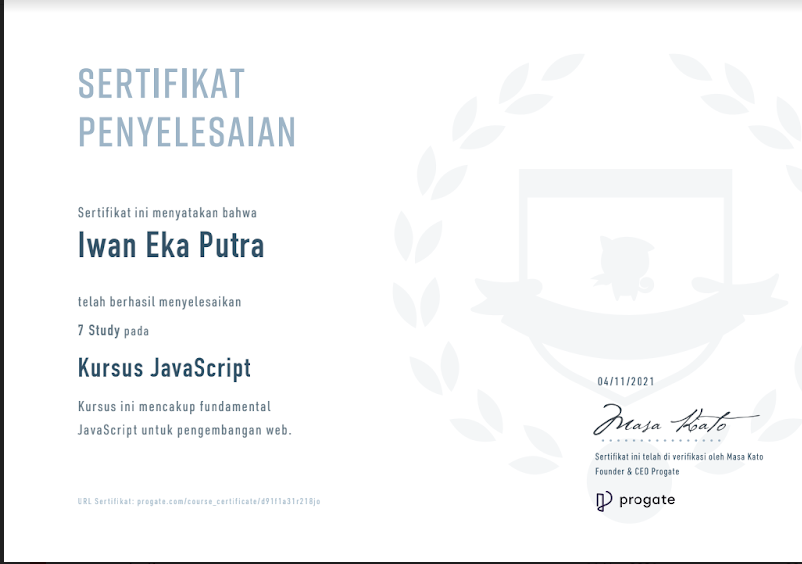 SERTIFIKAT
PENYELESAIAN
Sertifikat ini menyatakan bahwa
Iwan Eka Putra
telah berhasil menyelesaikan
7 Study pada
Kursus JavaScript
Kursus ini mencakup fundamental
JavaScript untuk pengembangan web.
04/11/2021
Masa Kato
Sertifikat ini telah di verifikasi oleh Masa Kato
Founder & CEO Progate
URL Sertifikat: progate.com/course_certificate/d91f1a31r218jo
progate